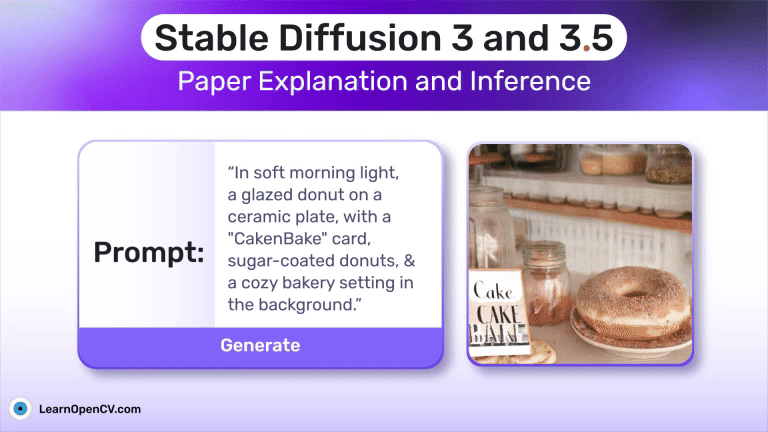 Stable Diffusion 3 and 3.5
Paper Explanation and Inference
Prompt:
“In soft morning light,
a glazed donut on a
ceramic plate, with a
"CakenBake" card,
sugar-coated donuts, &
a cozy bakery setting in
the background.”
Generate
Cake
CAKE
LearnOpenCV.com